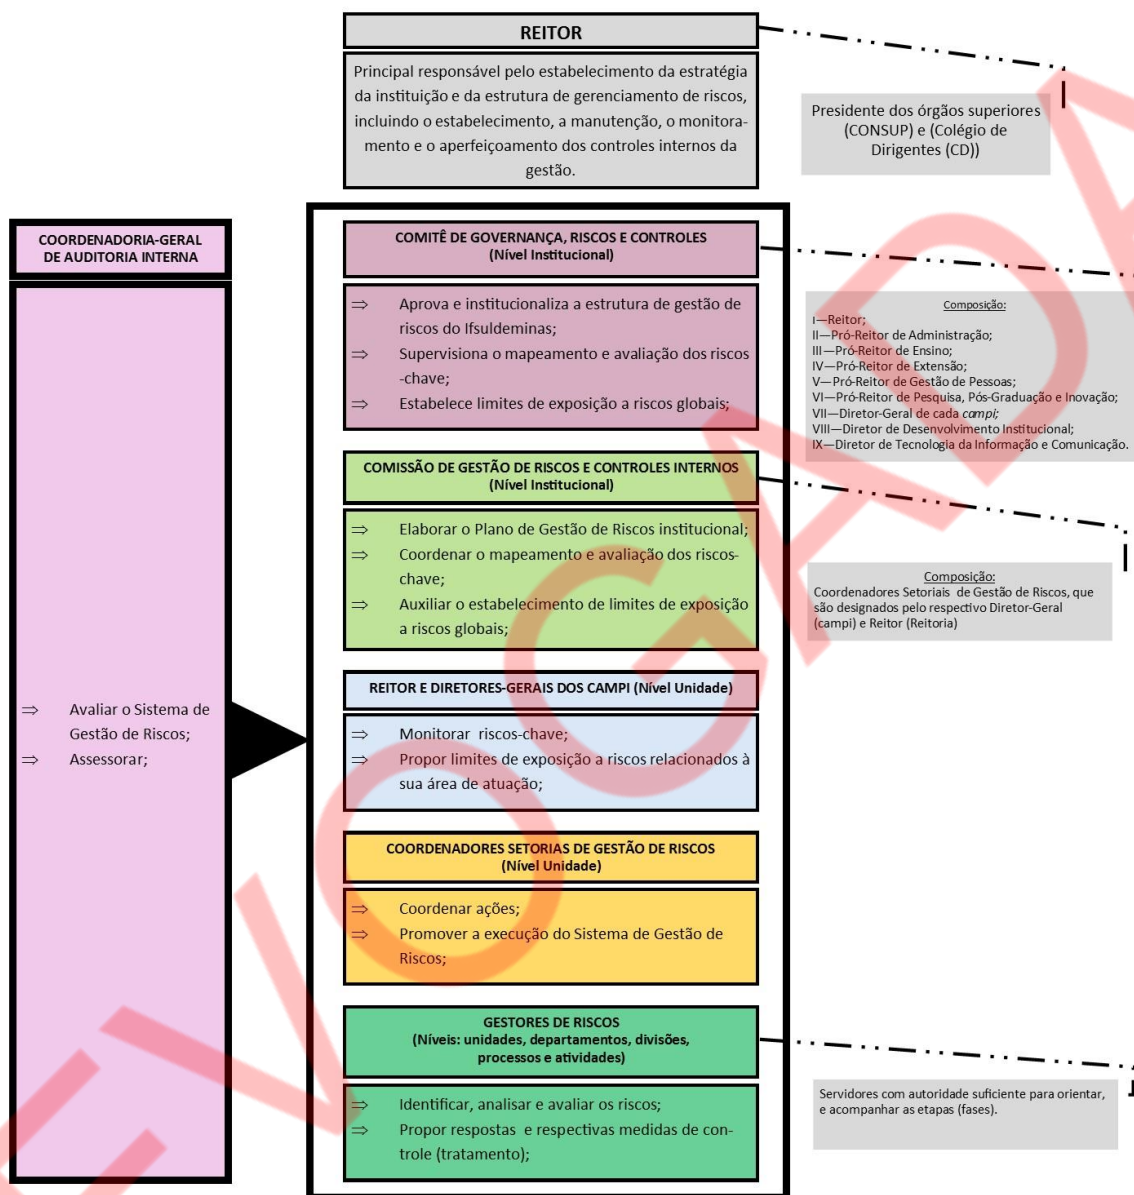 REITOR
Principal responsável pelo estabelecimento da estratégia
da instituição e da estrutura de gerenciamento de riscos,
incluindo o estabelecimento, a manutenção, o monitora-
mento e o aperfeiçoamento dos controles internos da
gestão.
Presidente dos órgãos superiores
(CONSUP) e (Colégio de
Dirigentes (CD))
COORDENADORIA-GERAL
DE AUDITORIA INTERNA
⇒ Avaliar o Sistema de
Gestão de Riscos;
⇒ Assessorar;
COMITÊ DE GOVERNANÇA, RISCOS E CONTROLES
(Nível Institucional)
⇒ Aprova e institucionaliza a estrutura de gestão de
riscos do Ifsuldeminas;
⇒ Supervisiona o mapeamento e avaliação dos riscos
-chave;
⇒ Estabelece limites de exposição a riscos globais;
Composição:
I—Reitor;
II—Pró-Reitor de Administração;
III—Pró-Reitor de Ensino;
IV—Pró-Reitor de Extensão;
V—Pró-Reitor de Gestão de Pessoas;
VI—Pró-Reitor de Pesquisa, Pós-Graduação e Inovação;
VII—Diretor-Geral de cada campi;
VIII—Diretor de Desenvolvimento Institucional;
IX—Diretor de Tecnologia da Informação e Comunicação.
COMISSÃO DE GESTÃO DE RISCOS E CONTROLES INTERNOS
(Nível Institucional)
⇒ Elaborar o Plano de Gestão de Riscos institucional;
⇒ Coordenar o mapeamento e avaliação dos riscos-
chave;
⇒ Auxiliar o estabelecimento de limites de exposição
a riscos globais;
Composição:
Coordenadores Setoriais de Gestão de Riscos, que
são designados pelo respectivo Diretor-Geral
(campi) e Reitor (Reitoria)
REITOR E DIRETORES-GERAIS DOS CAMPI (Nível Unidade)
⇒ Monitorar riscos-chave;
⇒ Propor limites de exposição a riscos relacionados à
sua área de atuação;
COORDENADORES SETORIAS DE GESTÃO DE RISCOS
(Nível Unidade)
⇒ Coordenar ações;
⇒ Promover a execução do Sistema de Gestão de
Riscos;
GESTORES DE RISCOS
(Níveis: unidades, departamentos, divisões,
processos e atividades)
⇒ Identificar, analisar e avaliar os riscos;
⇒ Propor respostas e respectivas medidas de con-
trole (tratamento);
Servidores com autoridade suficiente para orientar,
e acompanhar as etapas (fases).
EVOGADA